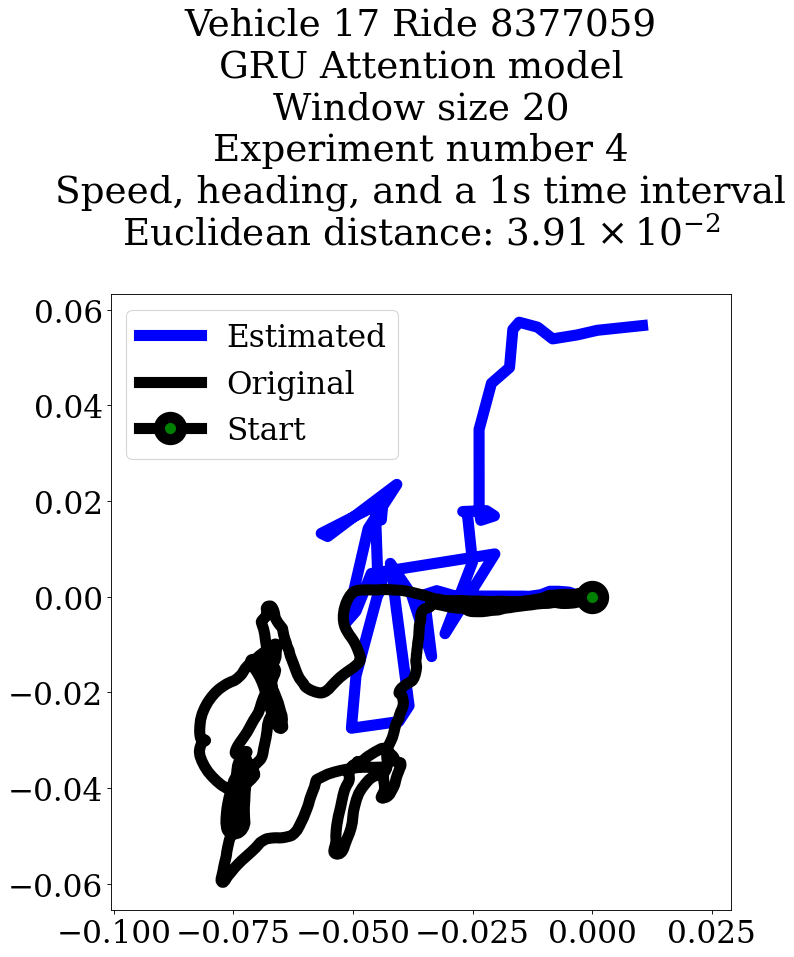 Vehicle 17 Ride 8377059
GRU Attention model
Window size 20
Experiment number 4
Speed, heading, and a 1s time interval
Euclidean distance: 3.91 × 10⁻²
Estimated
Original
Start
0.06
0.04
0.02
0.00
−0.02
−0.04
−0.06
−0.100 −0.075 −0.050 −0.025 0.000 0.025